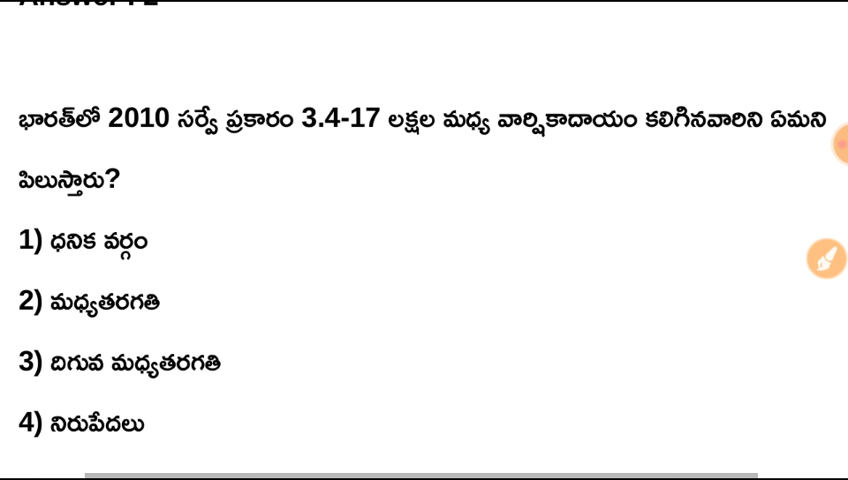 భారత్‌లో 2010 సర్వే ప్రకారం 3.4-17 లక్షల మధ్య వార్షికాదాయం కలిగినవారిని ఏమని
పిలుస్తారు?
1) ధనిక వర్గం
2) మధ్యతరగతి
3) దిగువ మధ్యతరగతి
4) నిరుపేదలు